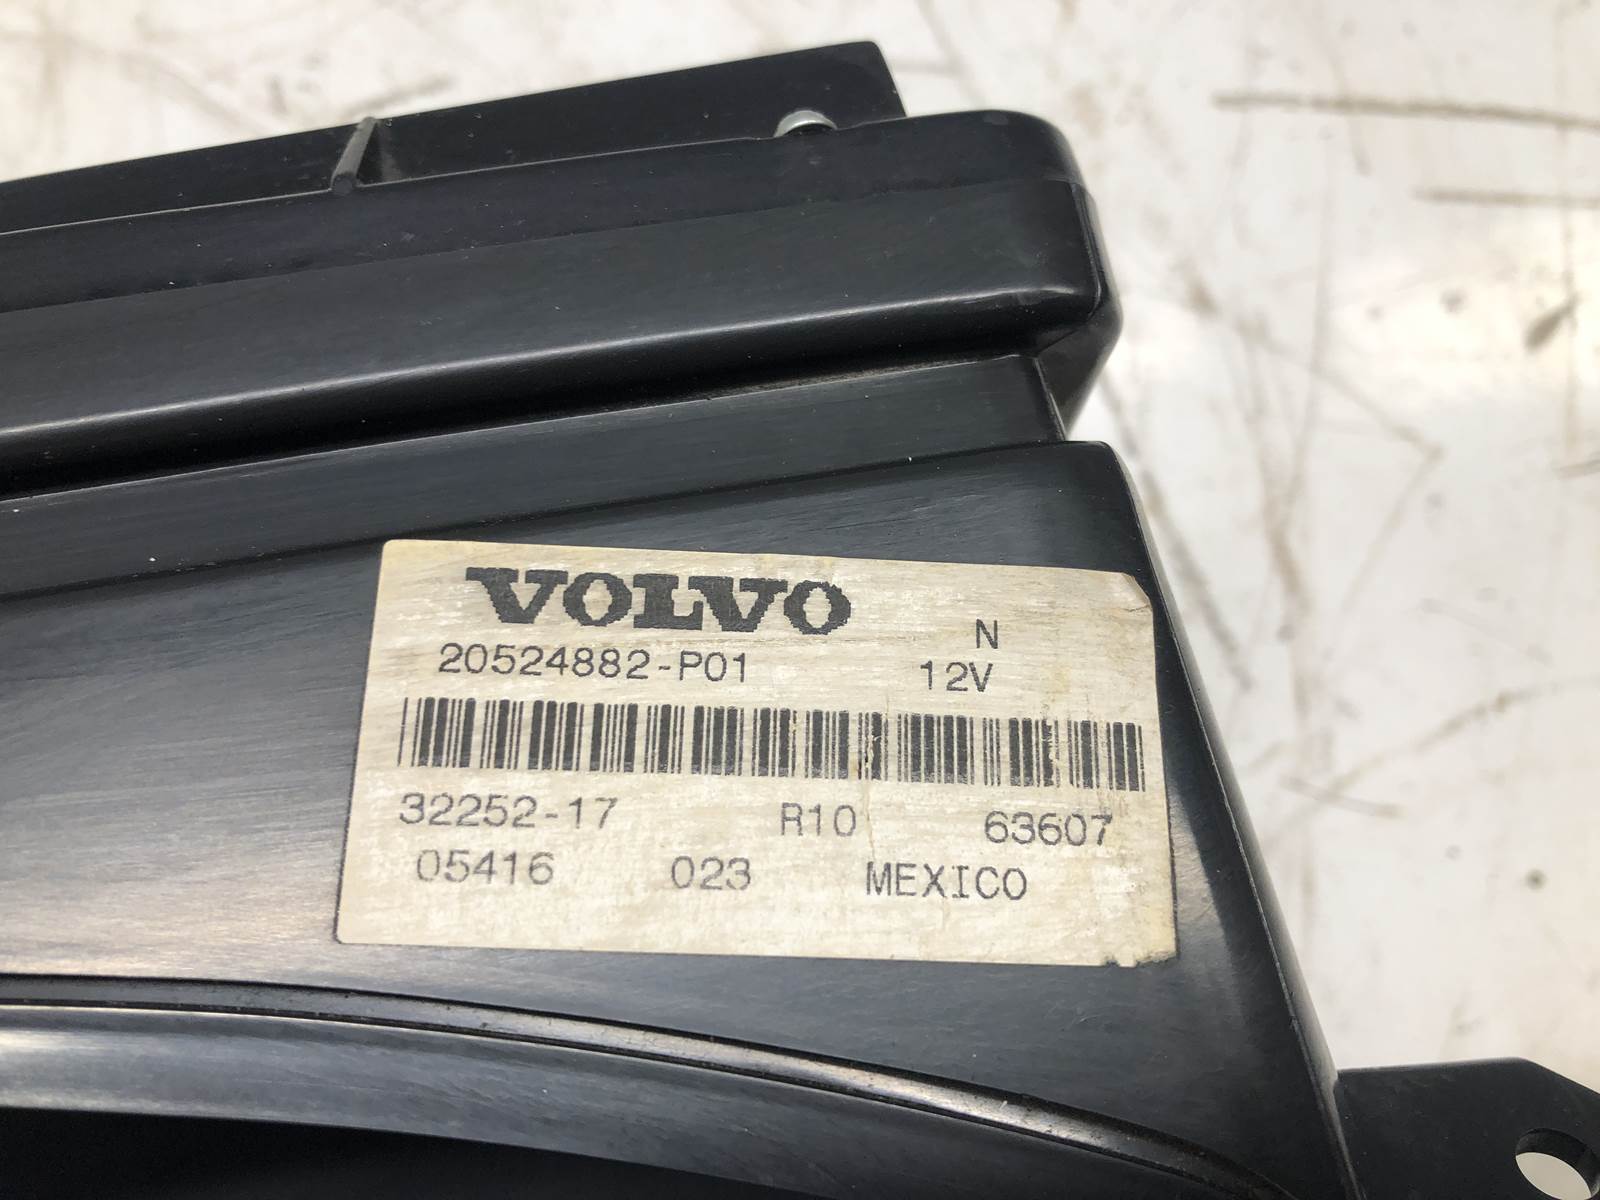 VOLVO
N
20524882-P01 12V
32252-17 R10 63607
05416 023 MEXICO